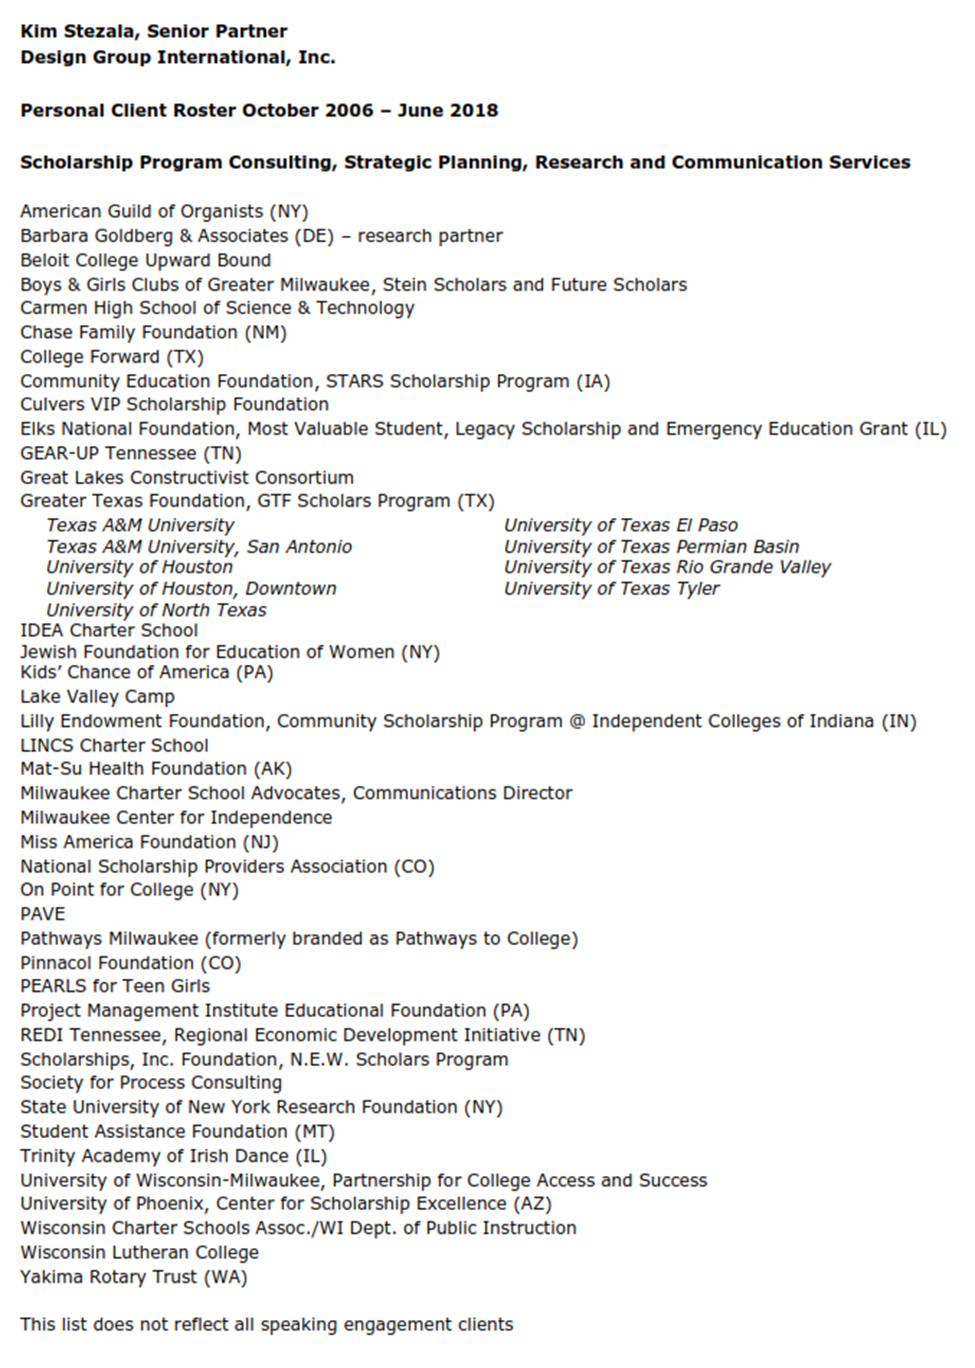 Kim Stezala, Senior Partner
Design Group International, Inc.
Personal Client Roster October 2006 – June 2018
Scholarship Program Consulting, Strategic Planning, Research and Communication Services
American Guild of Organists (NY)
Barbara Goldberg & Associates (DE) – research partner
Beloit College Upward Bound
Boys & Girls Clubs of Greater Milwaukee, Stein Scholars and Future Scholars
Carmen High School of Science & Technology
Chase Family Foundation (NM)
College Forward (TX)
Community Education Foundation, STARS Scholarship Program (IA)
Culvers VIP Scholarship Foundation
Elks National Foundation, Most Valuable Student, Legacy Scholarship and Emergency Education Grant (IL)
GEAR-UP Tennessee (TN)
Great Lakes Constructivist Consortium
Greater Texas Foundation, GTF Scholars Program (TX)
Texas A&M University
Texas A&M University, San Antonio
University of Houston
University of Houston, Downtown
University of North Texas
University of Texas El Paso
University of Texas Permian Basin
University of Texas Rio Grande Valley
University of Texas Tyler
IDEA Charter School
Jewish Foundation for Education of Women (NY)
Kids’ Chance of America (PA)
Lake Valley Camp
Lilly Endowment Foundation, Community Scholarship Program @ Independent Colleges of Indiana (IN)
LINCS Charter School
Mat-Su Health Foundation (AK)
Milwaukee Charter School Advocates, Communications Director
Milwaukee Center for Independence
Miss America Foundation (NJ)
National Scholarship Providers Association (CO)
On Point for College (NY)
PAVE
Pathways Milwaukee (formerly branded as Pathways to College)
Pinnacol Foundation (CO)
PEARLS for Teen Girls
Project Management Institute Educational Foundation (PA)
REDI Tennessee, Regional Economic Development Initiative (TN)
Scholarships, Inc. Foundation, N.E.W. Scholars Program
Society for Process Consulting
State University of New York Research Foundation (NY)
Student Assistance Foundation (MT)
Trinity Academy of Irish Dance (IL)
University of Wisconsin-Milwaukee, Partnership for College Access and Success
University of Phoenix, Center for Scholarship Excellence (AZ)
Wisconsin Charter Schools Assoc./WI Dept. of Public Instruction
Wisconsin Lutheran College
Yakima Rotary Trust (WA)
This list does not reflect all speaking engagement clients